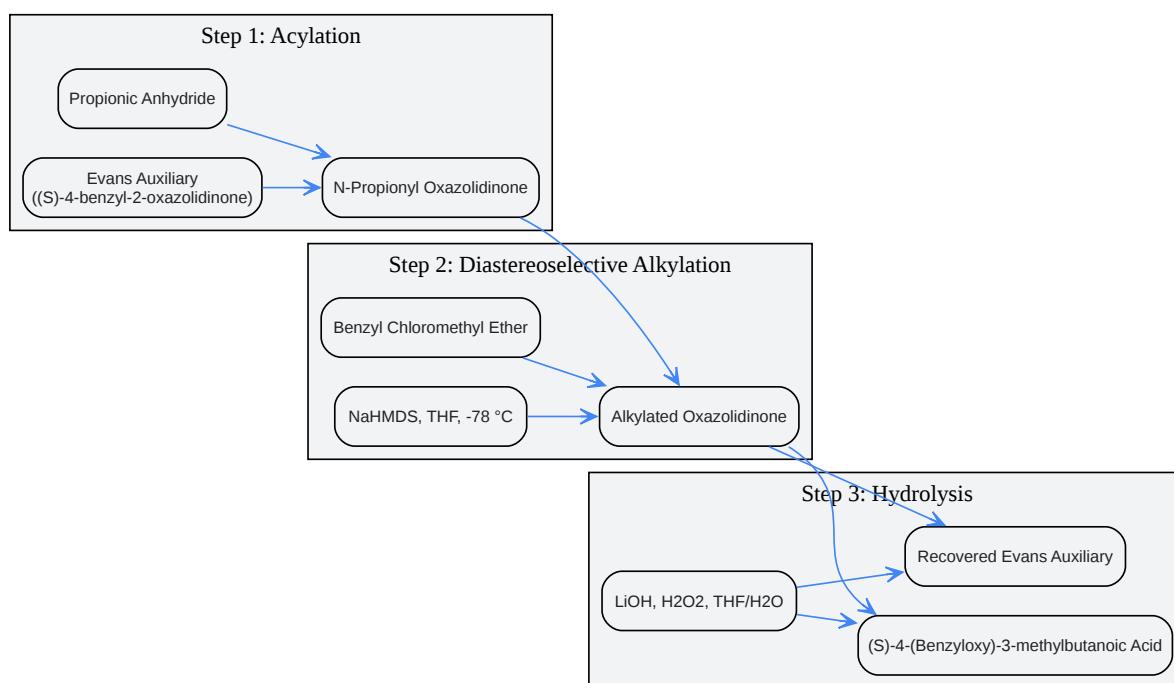 Step 1: Acylation
Propionic Anhydride
Evans Auxiliary
((S)-4-benzyl-2-oxazolidinone)
N-Propionyl Oxazolidinone
Step 2: Diastereoselective Alkylation
Benzyl Chloromethyl Ether
NaHMDS, THF, -78 °C
Alkylated Oxazolidinone
Step 3: Hydrolysis
Recovered Evans Auxiliary
LiOH, H2O2, THF/H2O
(S)-4-(Benzyloxy)-3-methylbutanoic Acid